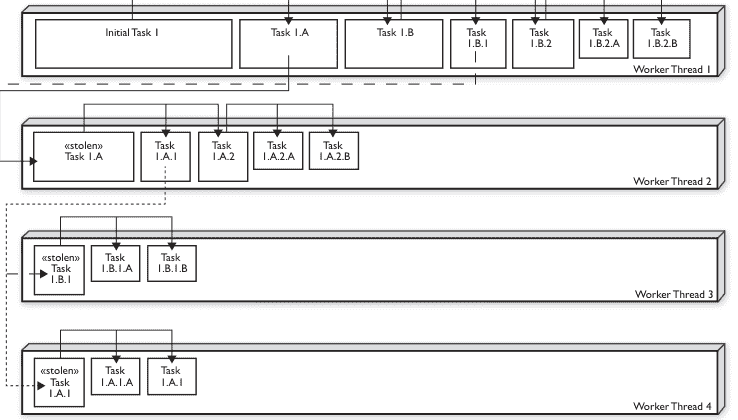 Initial Task 1
Task 1.A
Task 1.B
Task
1.B.1
Task
1.B.2
Task
1.B.2.A
Task
1.B.2.B
Worker Thread 1
«stolen»
Task 1.A
Task
1.A.1
Task
1.A.2
Task
1.A.2.A
Task
1.A.2.B
Worker Thread 2
«stolen»
Task
1.B.1
Task
1.B.1.A
Task
1.B.1.B
Worker Thread 3
«stolen»
Task
1.A.1
Task
1.A.1.A
Task
1.A.1
Worker Thread 4